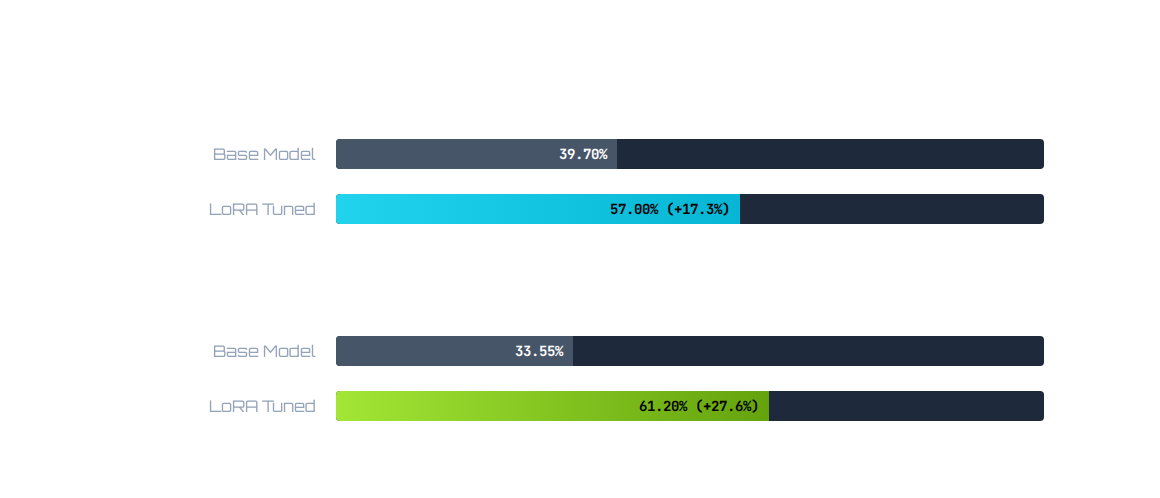 Base Model 39.70%
LoRA Tuned 57.00% (+17.3%)
Base Model 33.55%
LoRA Tuned 61.20% (+27.6%)